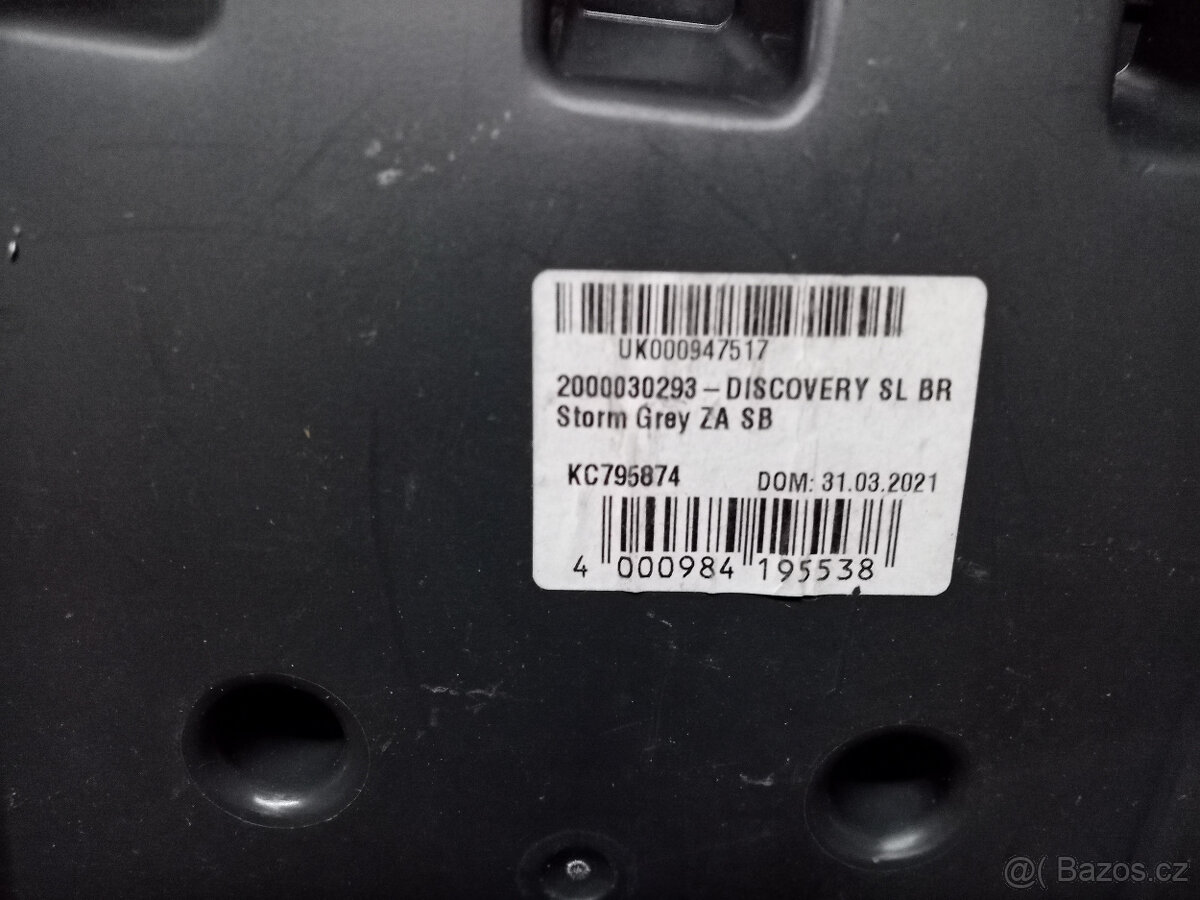 UK000947517
2000030293 – DISCOVERY SL BR
Storm Grey ZA SB
KC795874 DOM: 31.03.2021
4 000984 195538
@( Bazos.cz